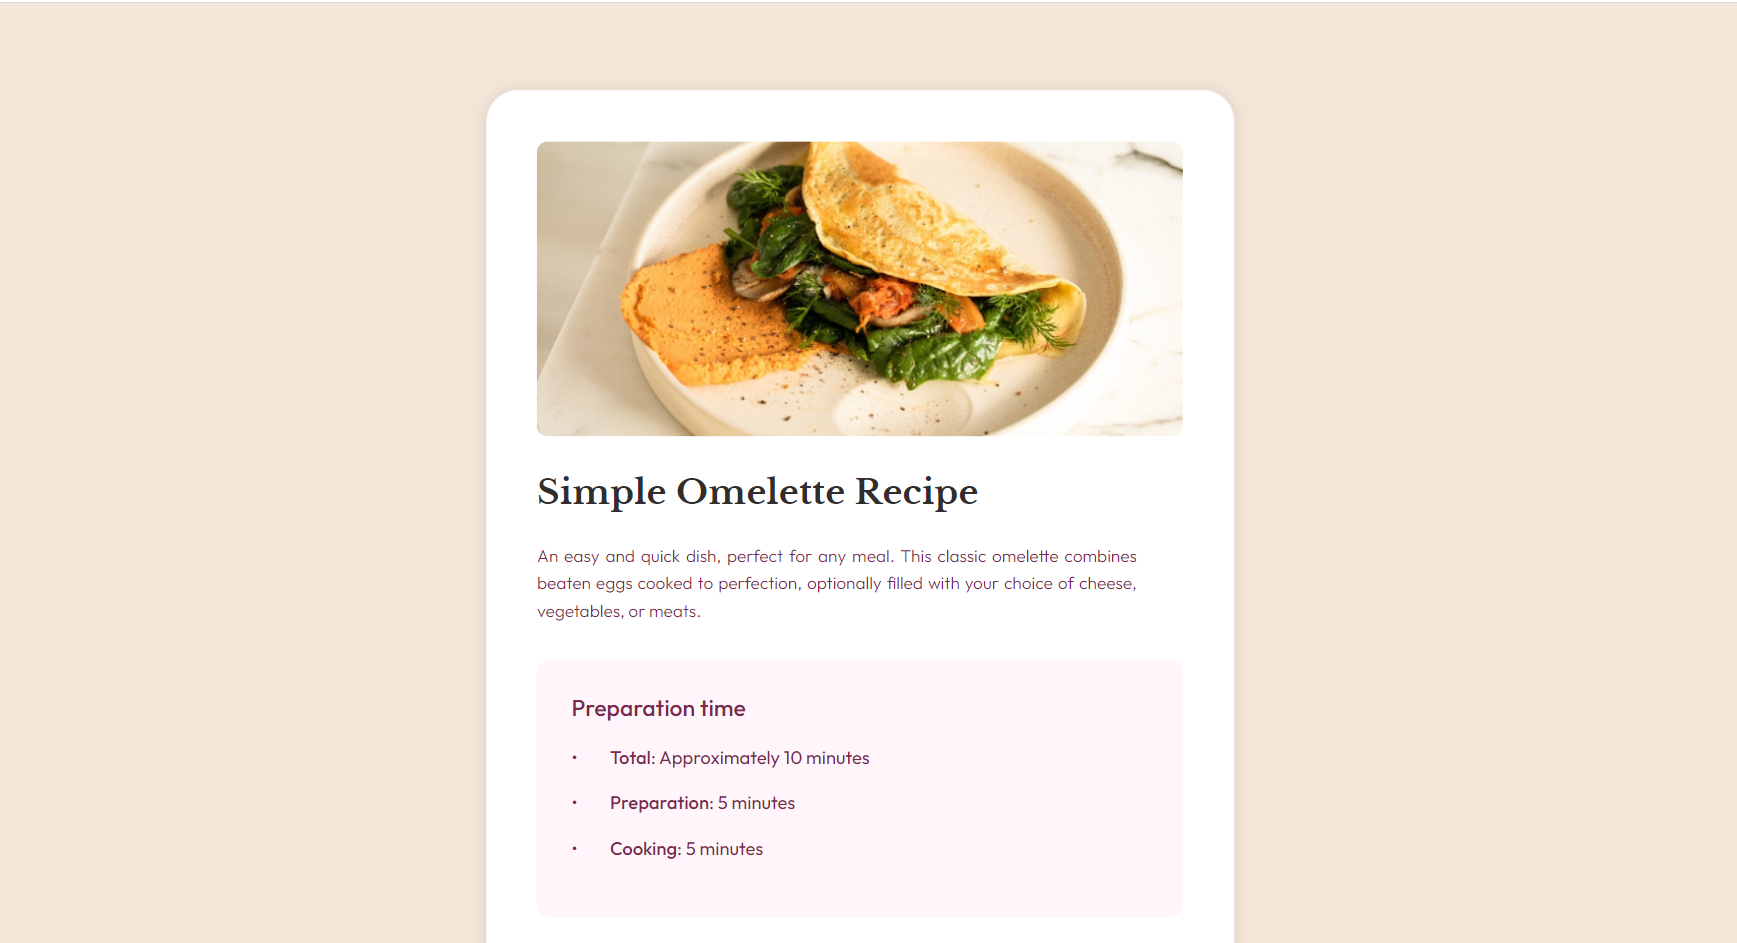 Simple Omelette Recipe
An easy and quick dish, perfect for any meal. This classic omelette combines
beaten eggs cooked to perfection, optionally filled with your choice of cheese,
vegetables, or meats.
Preparation time
• Total: Approximately 10 minutes
• Preparation: 5 minutes
• Cooking: 5 minutes